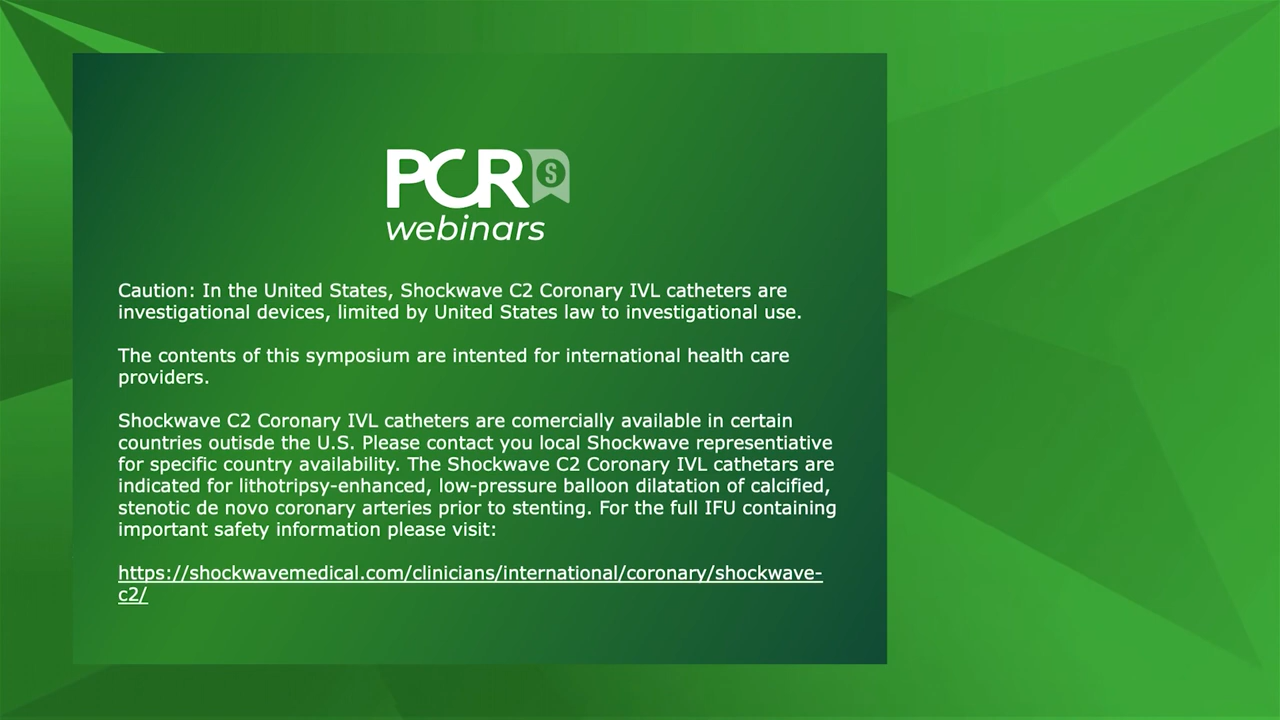 PCR S
webinars
Caution: In the United States, Shockwave C2 Coronary IVL catheters are
investigational devices, limited by United States law to investigational use.
The contents of this symposium are intented for international health care
providers.
Shockwave C2 Coronary IVL catheters are comercially available in certain
countries outisde the U.S. Please contact you local Shockwave representiative
for specific country availability. The Shockwave C2 Coronary IVL cathetars are
indicated for lithotripsy-enhanced, low-pressure balloon dilatation of calcified,
stenotic de novo coronary arteries prior to stenting. For the full IFU containing
important safety information please visit:
https://shockwavemedical.com/clinicians/international/coronary/shockwave-
c2/